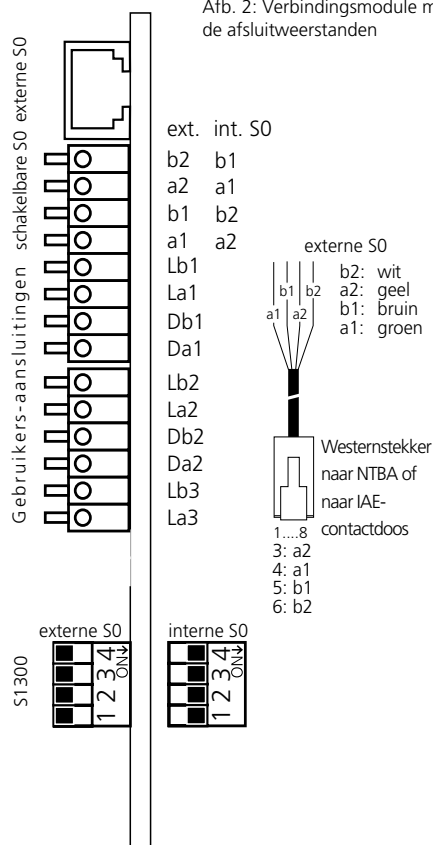 Afb. 2: Verbindingsmodule m
de afsluitweerstanden
externe S0
schakelbare S0
Gebruikers-aansluitingen
ext. int. S0
b2 b1
a2 a1
b1 b2
a1 a2
Lb1
La1
Db1
Da1
Lb2
La2
Db2
Da2
Lb3
La3
externe S0
b2: wit
a2: geel
b1: bruin
a1: groen
b1 b2
a1 a2
Westernstekker
naar NTBA of
naar IAE-
contactdoos
1....8
3: a2
4: a1
5: b1
6: b2
externe S0
interne S0
S1300
1 2 3 4
ON↓
1 2 3 4
ON↓